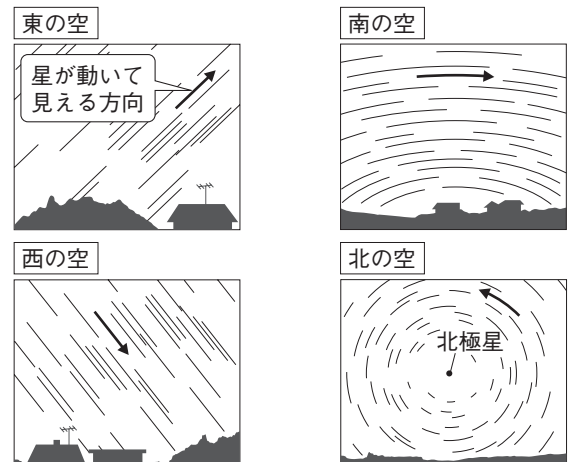 東の空
星が動いて
見える方向
南の空
西の空
北の空
北極星